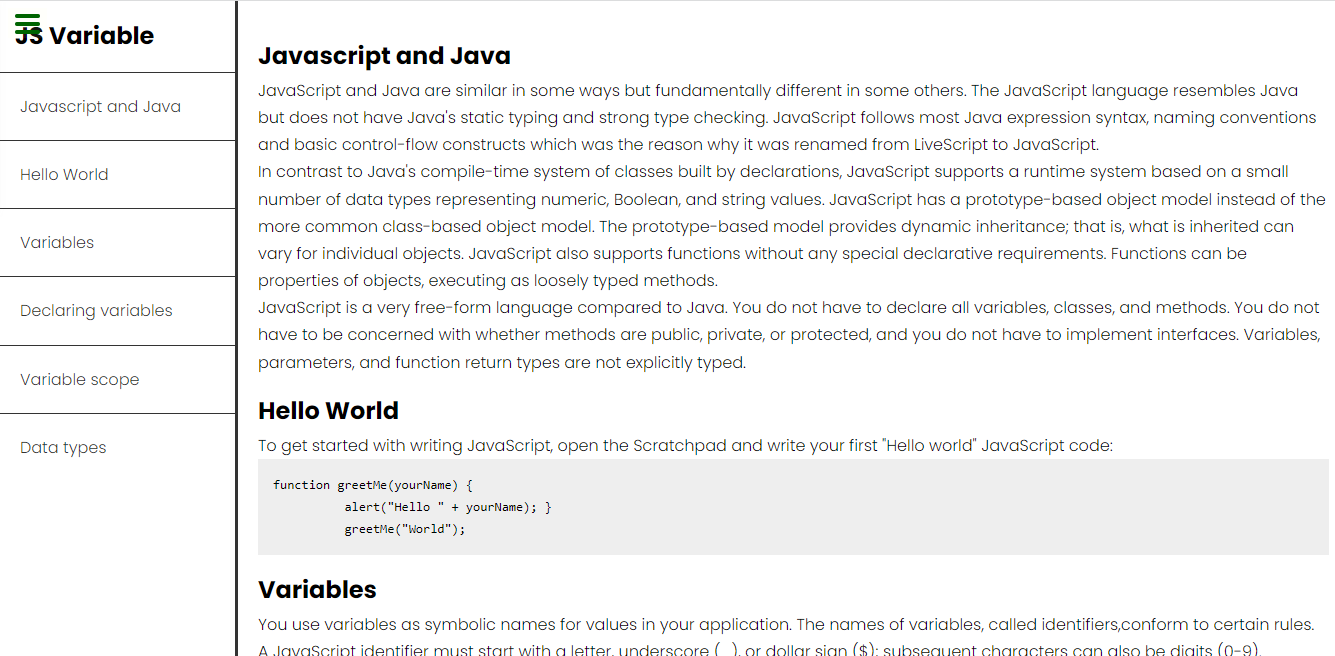 JS Variable
Javascript and Java
Hello World
Variables
Declaring variables
Variable scope
Data types
Javascript and Java
JavaScript and Java are similar in some ways but fundamentally different in some others. The JavaScript language resembles Java
but does not have Java's static typing and strong type checking. JavaScript follows most Java expression syntax, naming conventions
and basic control-flow constructs which was the reason why it was renamed from LiveScript to JavaScript.
In contrast to Java's compile-time system of classes built by declarations, JavaScript supports a runtime system based on a small
number of data types representing numeric, Boolean, and string values. JavaScript has a prototype-based object model instead of the
more common class-based object model. The prototype-based model provides dynamic inheritance; that is, what is inherited can
vary for individual objects. JavaScript also supports functions without any special declarative requirements. Functions can be
properties of objects, executing as loosely typed methods.
JavaScript is a very free-form language compared to Java. You do not have to declare all variables, classes, and methods. You do not
have to be concerned with whether methods are public, private, or protected, and you do not have to implement interfaces. Variables,
parameters, and function return types are not explicitly typed.
Hello World
To get started with writing JavaScript, open the Scratchpad and write your first "Hello world" JavaScript code:
function greetMe(yourName) {
alert("Hello " + yourName); }
greetMe("World");
Variables
You use variables as symbolic names for values in your application. The names of variables, called identifiers,conform to certain rules.
A JavaScript identifier must start with a letter, underscore (_), or dollar sign ($); subsequent characters can also be digits (0-9).